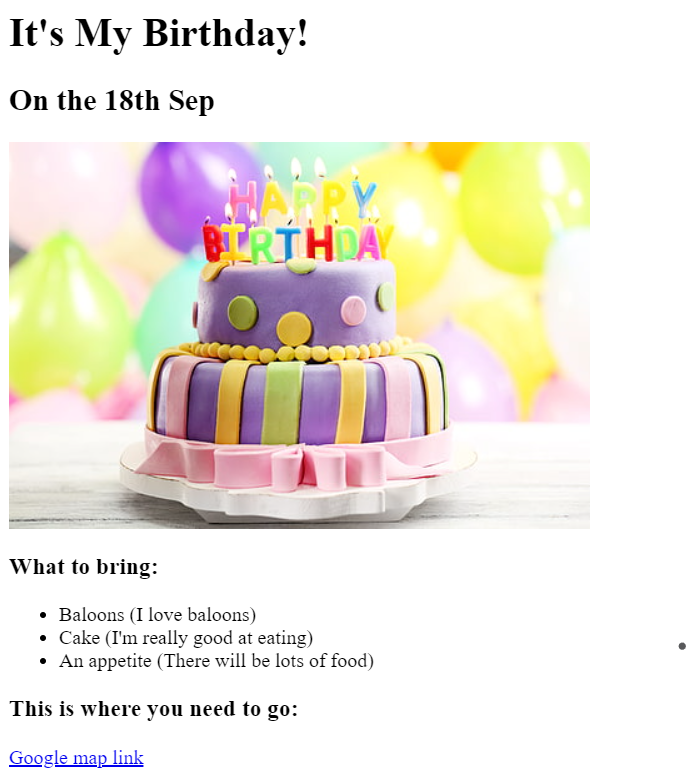 It's My Birthday!
On the 18th Sep
HAPPY
BIRTHDAY
What to bring:
Baloons (I love baloons)
Cake (I'm really good at eating)
An appetite (There will be lots of food)
This is where you need to go:
Google map link